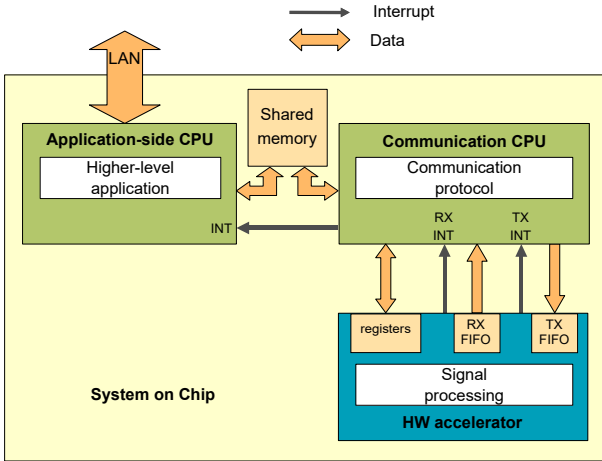 Interrupt
Data
LAN
Shared
memory
Application-side CPU
Higher-level
application
INT
Communication CPU
Communication
protocol
RX
INT
TX
INT
registers
RX
FIFO
TX
FIFO
Signal
processing
HW accelerator
System on Chip